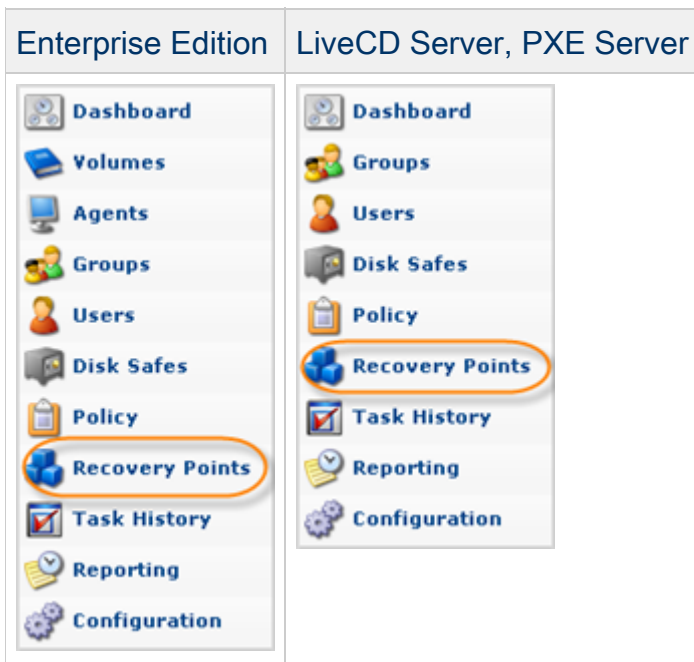 Enterprise Edition
LiveCD Server, PXE Server
Dashboard
Volumes
Agents
Groups
Users
Disk Safes
Policy
Recovery Points
Task History
Reporting
Configuration
Dashboard
Groups
Users
Disk Safes
Policy
Recovery Points
Task History
Reporting
Configuration